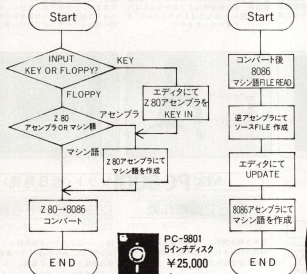 Start
INPUT
KEY OR FLOPPY?
KEY
FLOPPY
エディタにて
Z80アセンブラを
KEY IN
Z80
アセンブラORマシン語
アセンブラ
マシン語
Z80アセンブラにて
マシン語を作成
Z80→8086
コンバート
END
PC-9801
5インチディスク
¥25,000
Start
コンバート後
8086
マシン語FILE READ
逆アセンブラにて
ソースFILE 作成
エディタにて
UPDATE
8086アセンブラにて
マシン語を作成
END